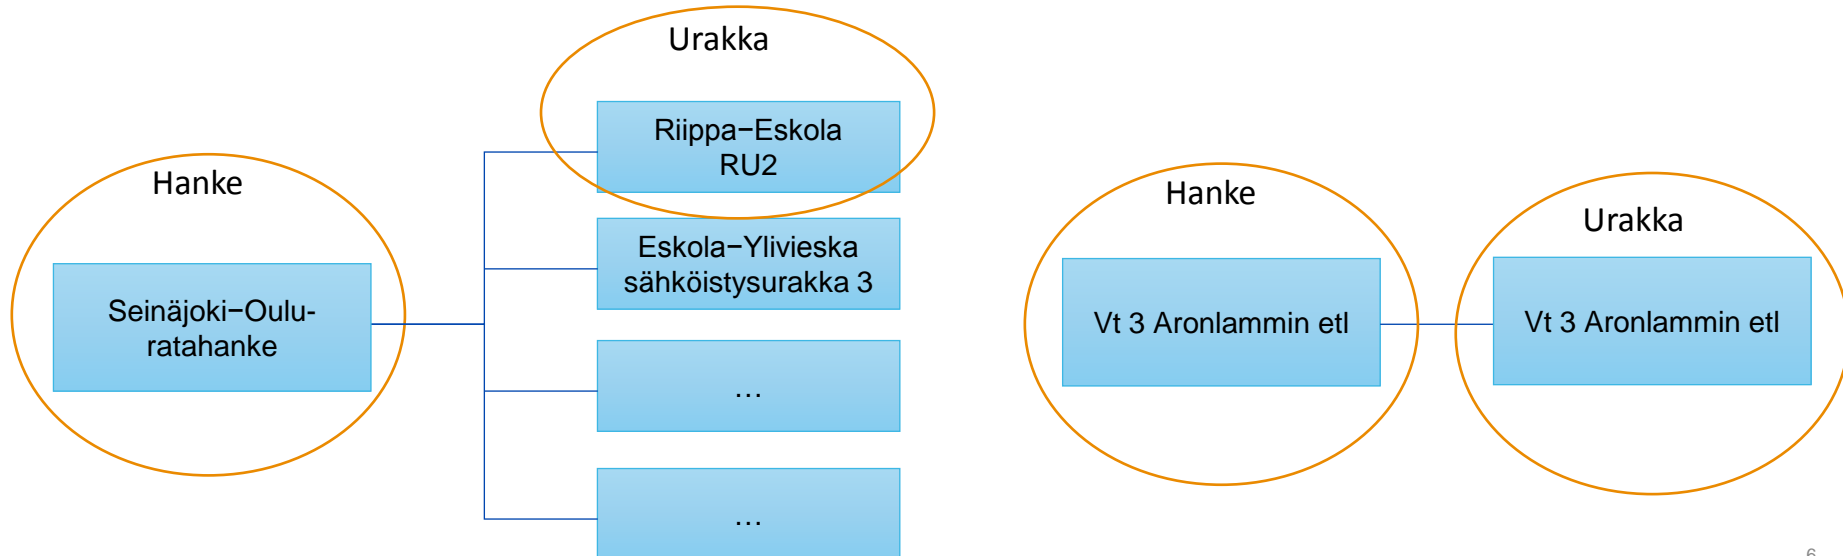 Urakka
Riippa−Eskola
RU2
Hanke
Eskola−Ylivieska
sähköistysurakka 3
Seinäjoki−Oulu-
ratahanke
…
…
Hanke
Urakka
Vt 3 Aronlammin etl
Vt 3 Aronlammin etl
6